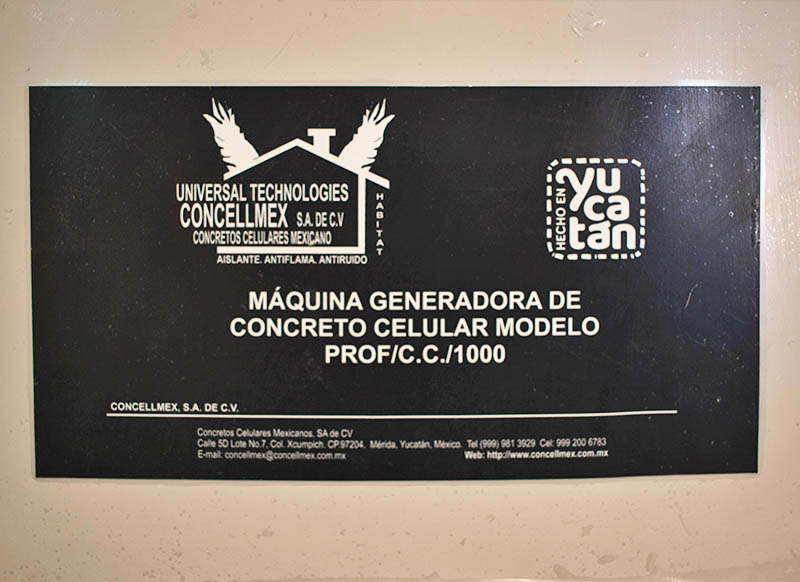 UNIVERSAL TECHNOLOGIES
CONCELLMEX S.A. DE C.V
CONCRETOS CELULARES MEXICANO
HABITAT
AISLANTE. ANTIFLAMA. ANTIRUIDO
HECHO EN
yucatán
MÁQUINA GENERADORA DE
CONCRETO CELULAR MODELO
PROF/C.C./1000
CONCELLMEX, S.A. DE C.V.
Concretos Celulares Mexicanos, SA de CV
Calle 5D Lote No.7, Col. Xcumpich. CP.97204. Mérida, Yucatán, México. Tel (999) 981 3929 Cel: 999 200 6783
E-mail: concellmex@concellmex.com.mx Web: http://www.concellmex.com.mx